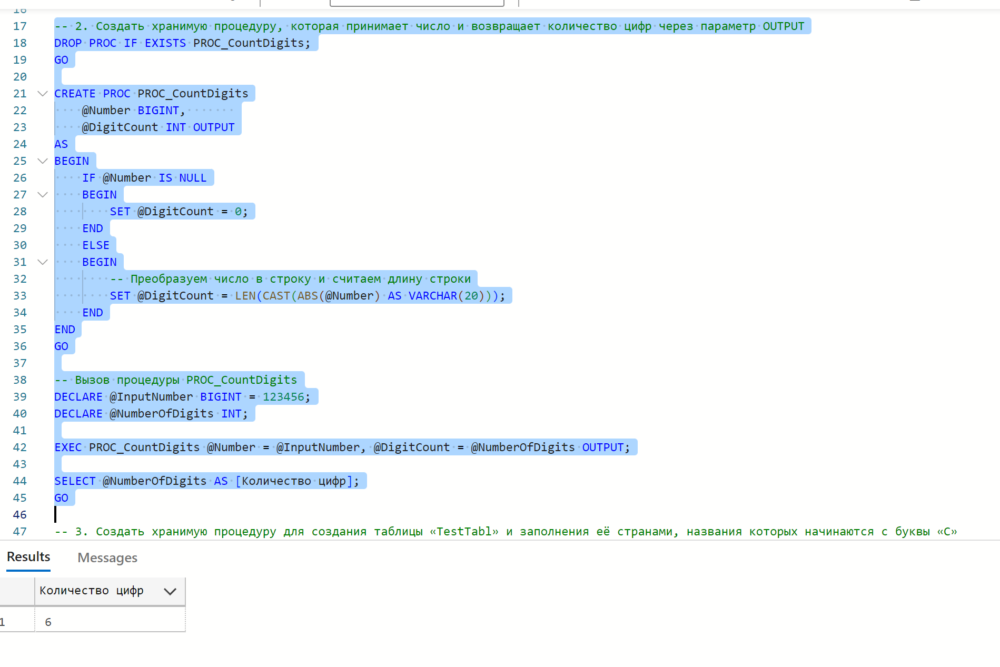 16
17 -- 2. Создать хранимую процедуру, которая принимает число и возвращает количество цифр через параметр OUTPUT
18 DROP PROC IF EXISTS PROC_CountDigits;
19 GO
20
21 CREATE PROC PROC_CountDigits
22 @Number BIGINT,
23 @DigitCount INT OUTPUT
24 AS
25 BEGIN
26 IF @Number IS NULL
27 BEGIN
28 SET @DigitCount = 0;
29 END
30 ELSE
31 BEGIN
32 -- Преобразуем число в строку и считаем длину строки
33 SET @DigitCount = LEN(CAST(ABS(@Number) AS VARCHAR(20)));
34 END
35 END
36 GO
37
38 -- Вызов процедуры PROC_CountDigits
39 DECLARE @InputNumber BIGINT = 123456;
40 DECLARE @NumberOfDigits INT;
41
42 EXEC PROC_CountDigits @Number = @InputNumber, @DigitCount = @NumberOfDigits OUTPUT;
43
44 SELECT @NumberOfDigits AS [Количество цифр];
45 GO
46
47 -- 3. Создать хранимую процедуру для создания таблицы «TestTabl» и заполнения её странами, названия которых начинаются с буквы «С»
Results Messages
Количество цифр
1 6